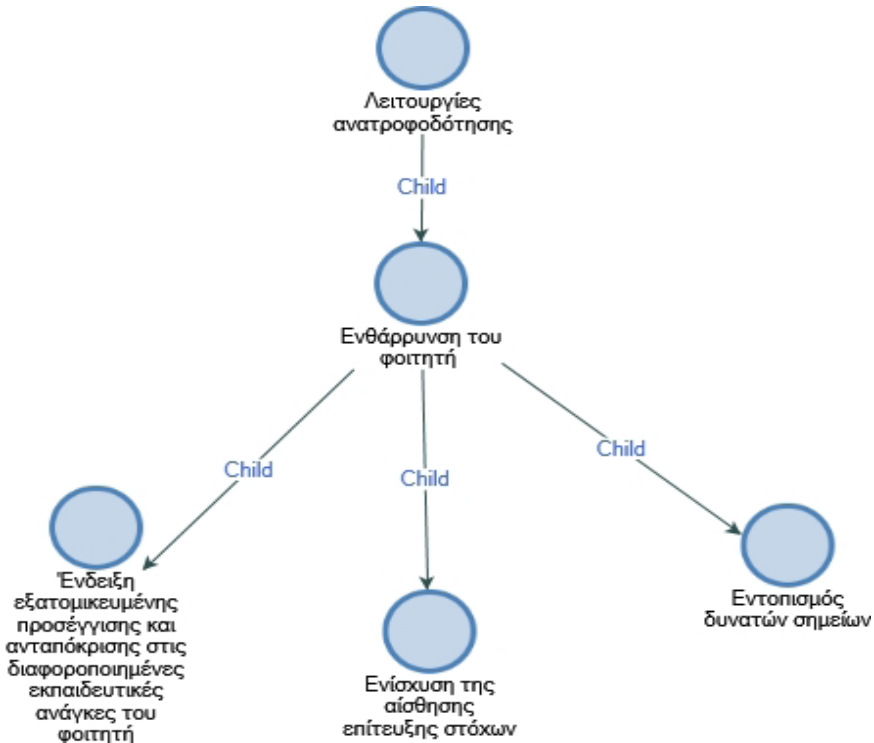 Λειτουργίες
ανατροφοδότησης
Child
Ενθάρρυνση του
φοιτητή
Child
Child
Child
Ένδειξη
εξατομικευμένης
προσέγγισης και
ανταπόκρισης στις
διαφοροποιημένες
εκπαιδευτικές
ανάγκες του
φοιτητή
Ενίσχυση της
αίσθησης
επίτευξης στόχων
Εντοπισμός
δυνατών σημείων